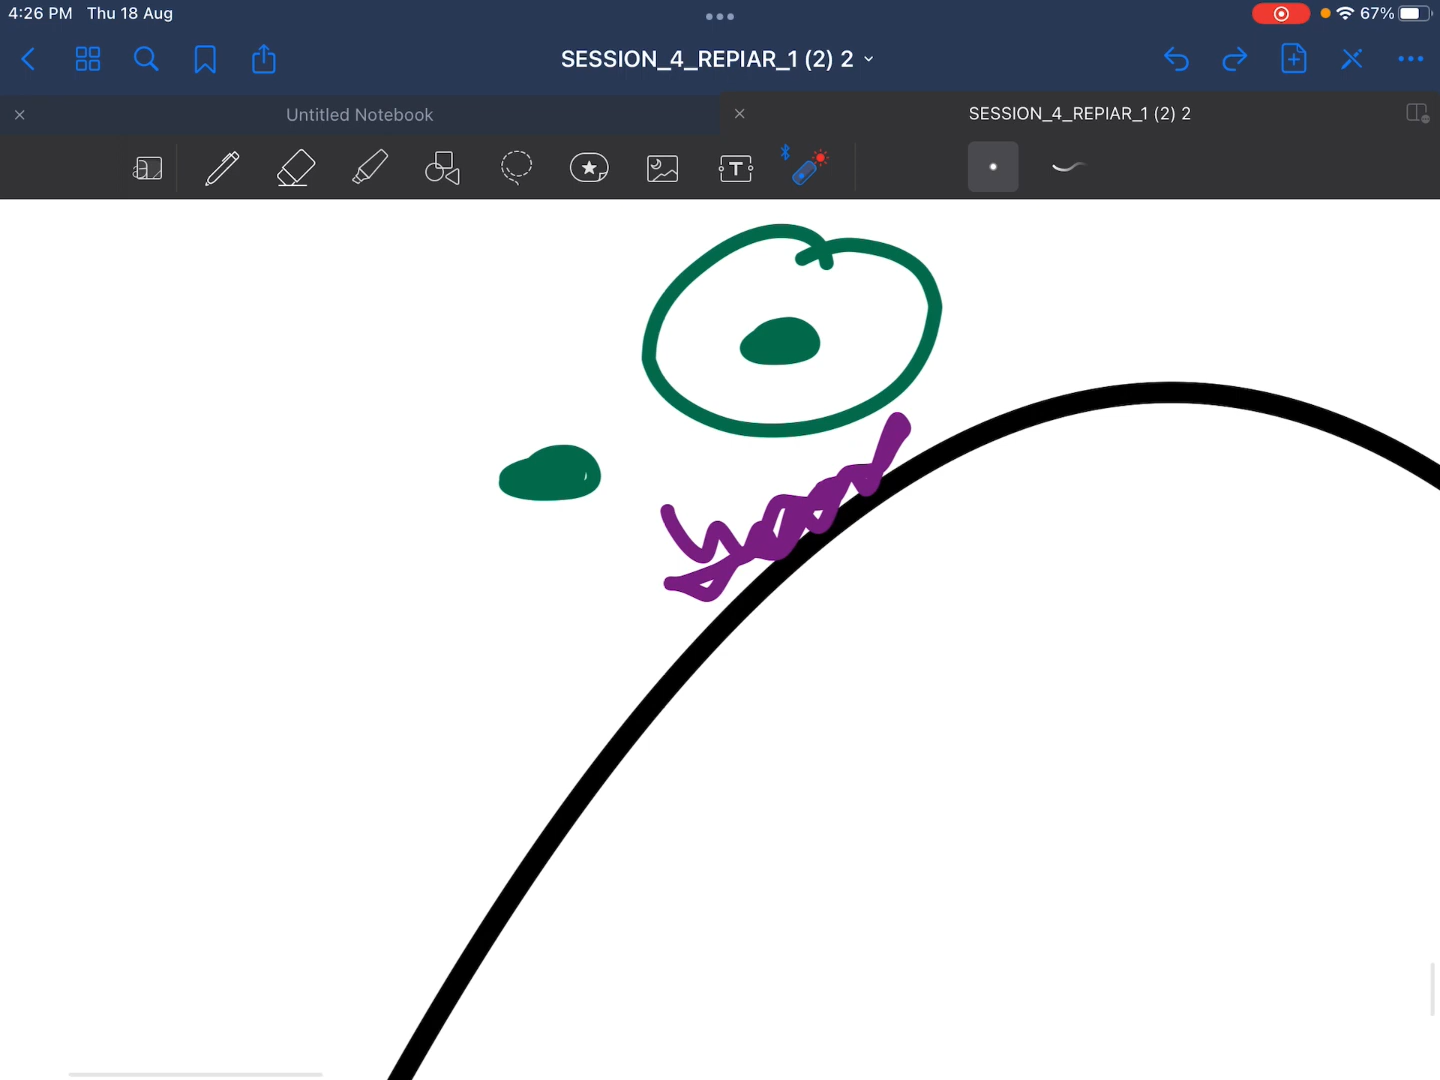 4:26 PM Thu 18 Aug
67%
SESSION_4_REPIAR_1 (2) 2
Untitled Notebook
SESSION_4_REPIAR_1 (2) 2
T